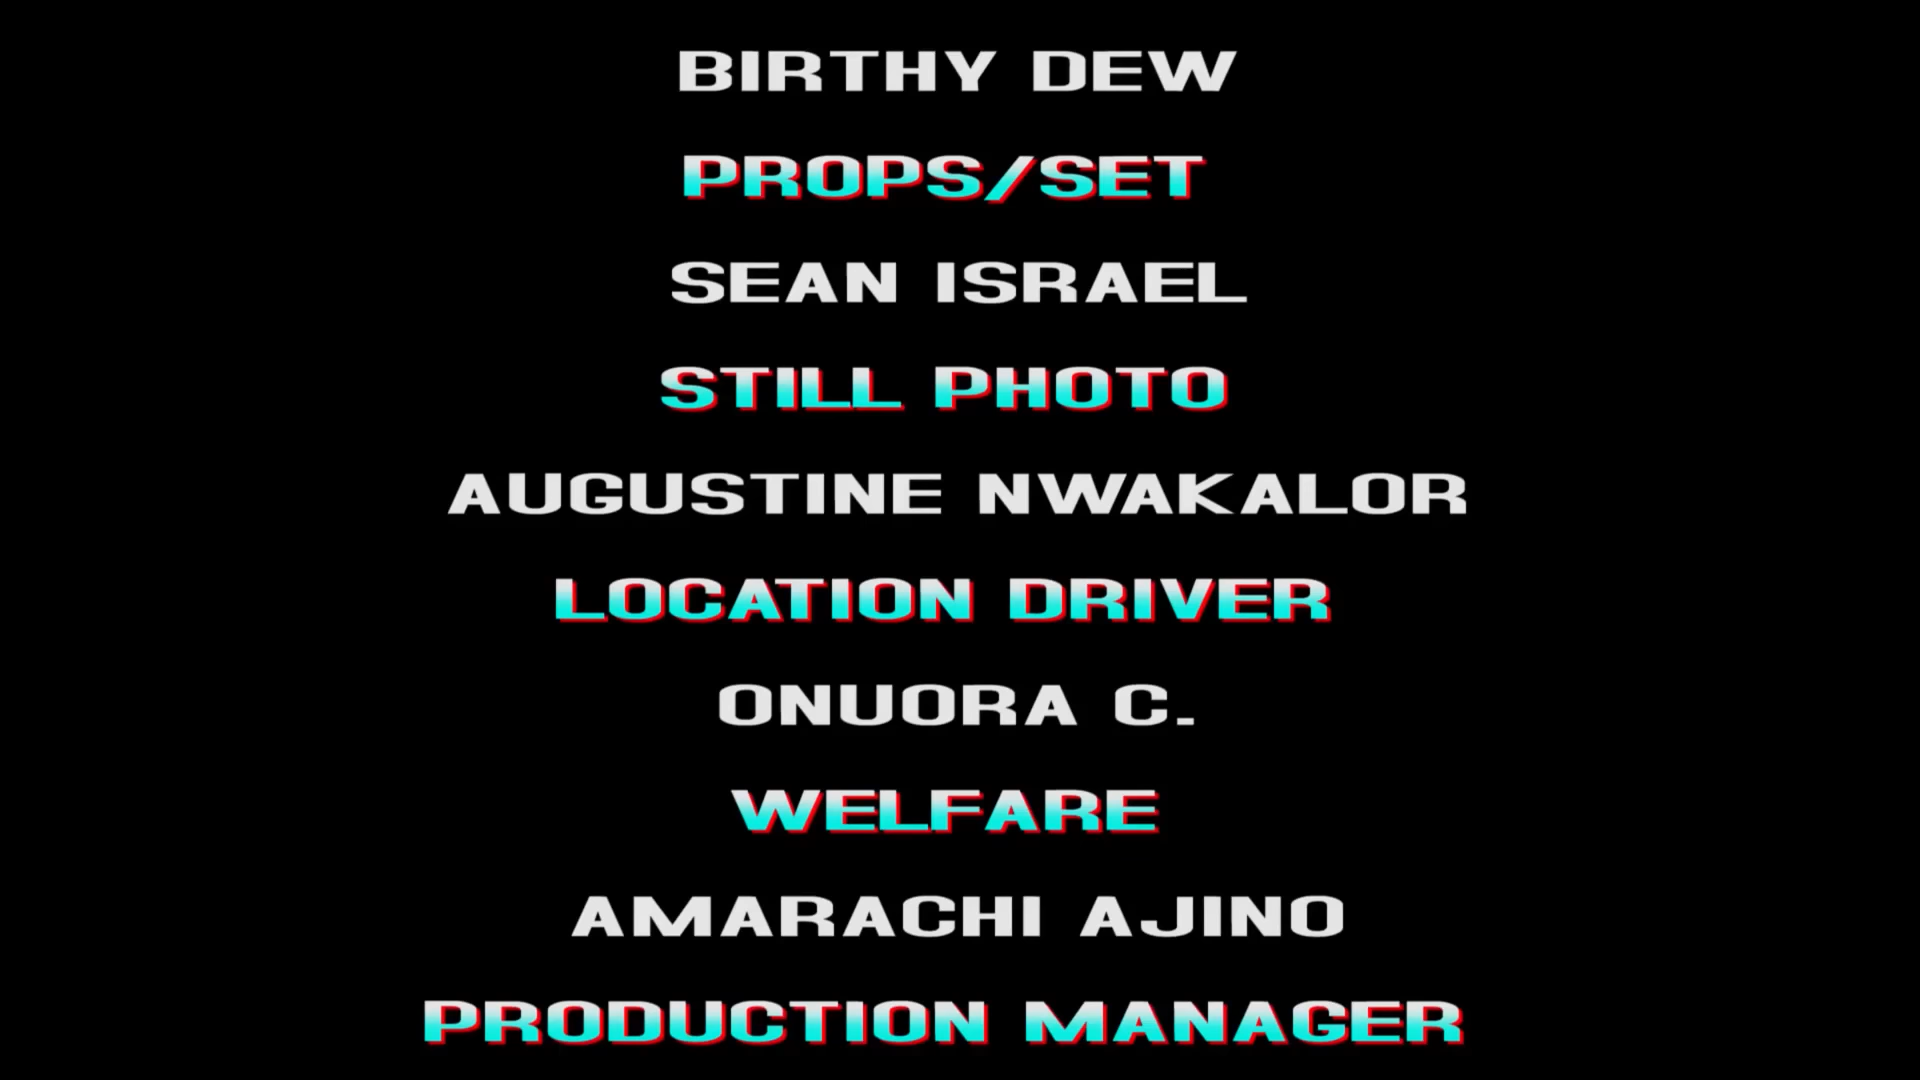 BIRTHY DEW
PROPS/SET
SEAN ISRAEL
STILL PHOTO
AUGUSTINE NWAKALOR
LOCATION DRIVER
ONUORA C.
WELFARE
AMARACHI AJINO
PRODUCTION MANAGER